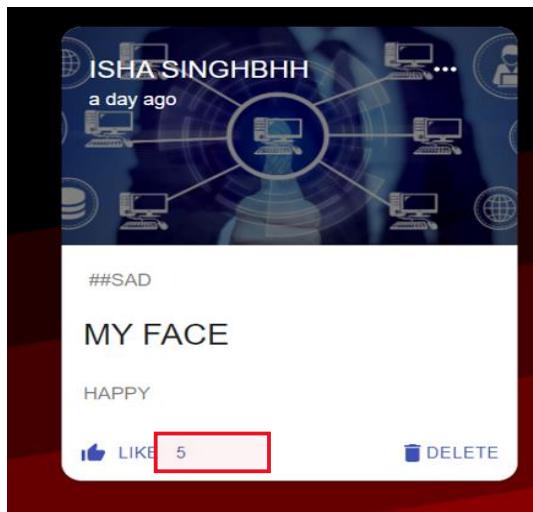 ISHA SINGHBHH
a day ago
##SAD
MY FACE
HAPPY
LIKE 5
DELETE